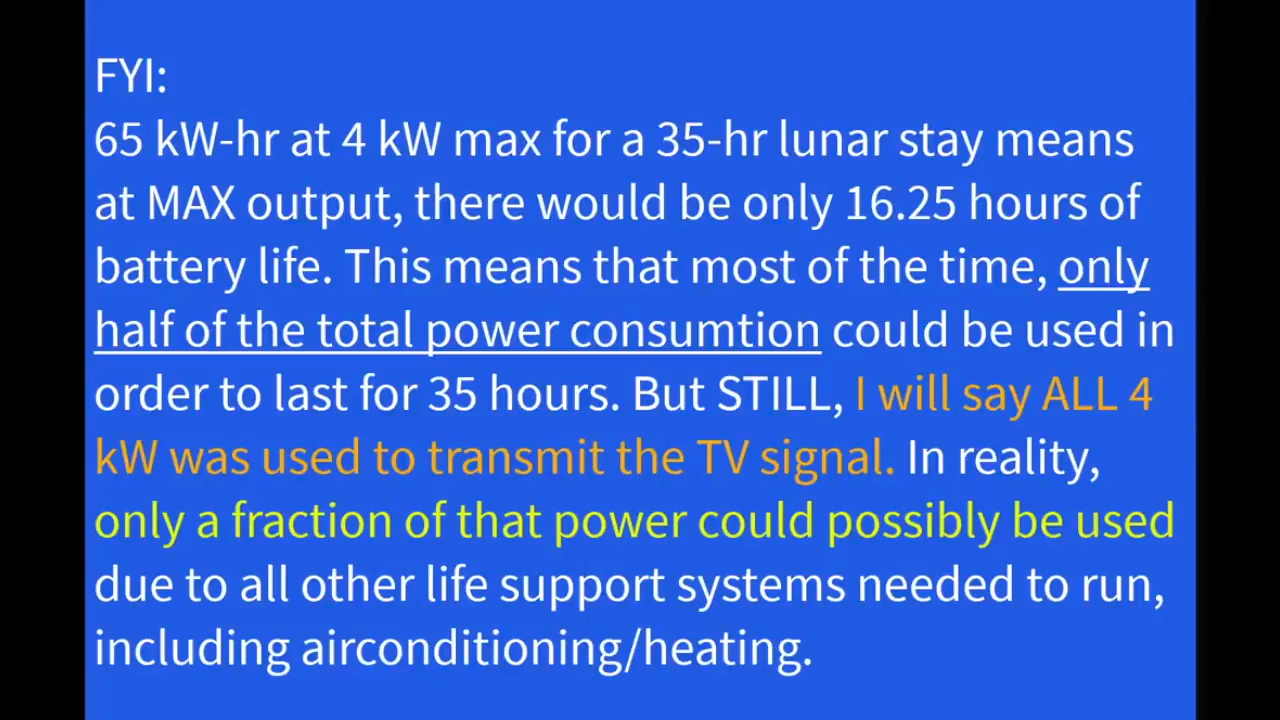 FYI:
65 kW-hr at 4 kW max for a 35-hr lunar stay means
at MAX output, there would be only 16.25 hours of
battery life. This means that most of the time, only
half of the total power consumtion could be used in
order to last for 35 hours. But STILL, I will say ALL 4
kW was used to transmit the TV signal. In reality,
only a fraction of that power could possibly be used
due to all other life support systems needed to run,
including airconditioning/heating.